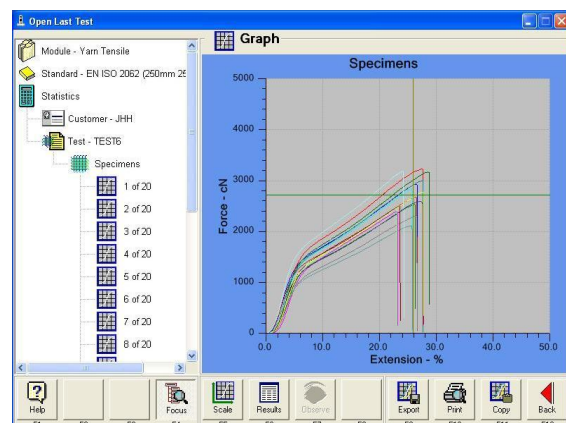 Open Last Test
Module - Yarn Tensile
Standard - EN ISO 2062 (250mm 25
Statistics
Customer - JHH
Test - TEST6
Specimens
1 of 20
2 of 20
3 of 20
4 of 20
5 of 20
6 of 20
7 of 20
8 of 20
Graph
Specimens
5000
4000
3000
2000
1000
0
Force - cN
0.0 10.0 20.0 30.0 40.0 50.0
Extension - %
Help Focus Scale Results Observe Export Print Copy Back